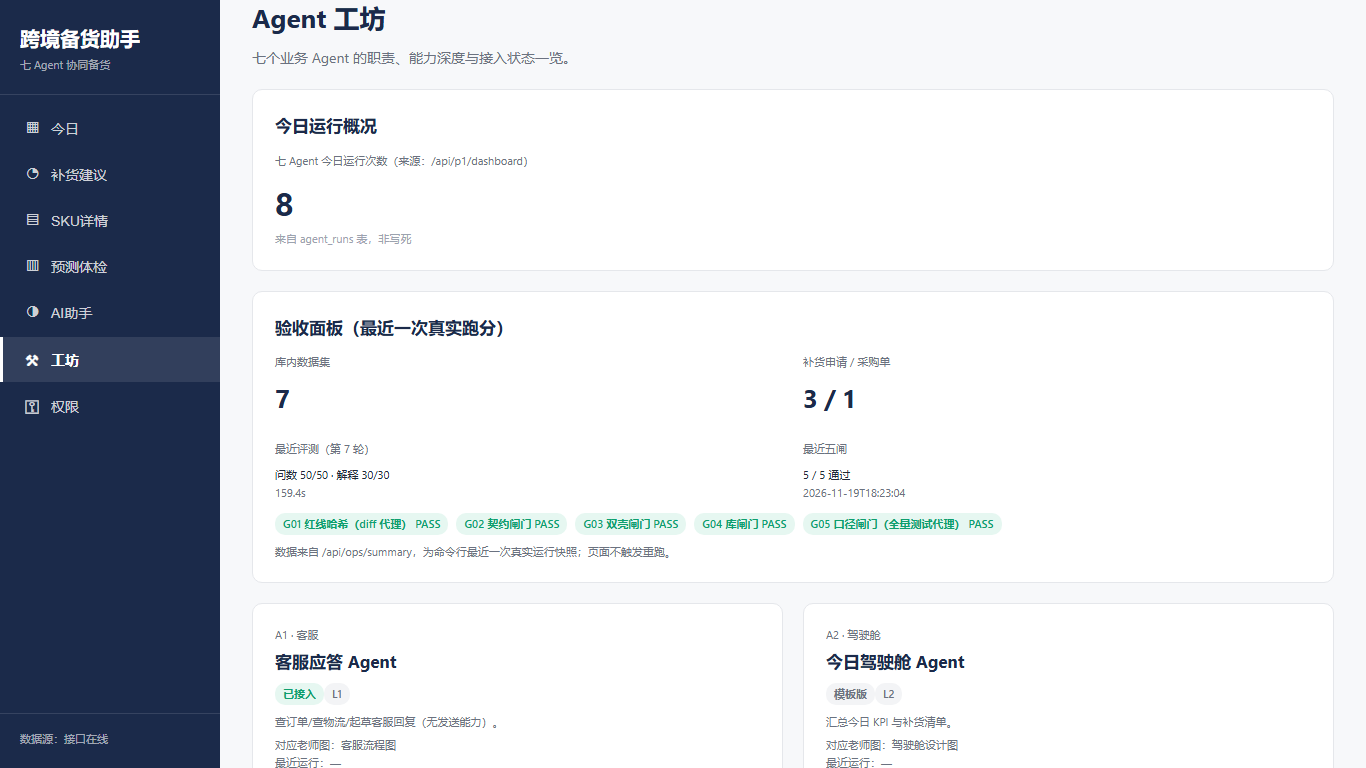 跨境备货助手
七 Agent 协同备货
今日
补货建议
SKU详情
预测体检
AI助手
工坊
权限
数据源：接口在线
Agent 工坊
七个业务 Agent 的职责、能力深度与接入状态一览。
今日运行概况
七 Agent 今日运行次数（来源：/api/p1/dashboard）
8
来自 agent_runs 表，非写死
验收面板（最近一次真实跑分）
库内数据集
7
补货申请 / 采购单
3 / 1
最近评测（第 7 轮）
问数 50/50 · 解释 30/30
159.4s
最近五闸
5 / 5 通过
2026-11-19T18:23:04
G01 红线哈希（diff 代理） PASS
G02 契约闸门 PASS
G03 双壳闸门 PASS
G04 库闸门 PASS
G05 口径闸门（全量测试代理） PASS
数据来自 /api/ops/summary，为命令行最近一次真实运行快照；页面不触发重跑。
A1 · 客服
客服应答 Agent
已接入 L1
查订单/查物流/起草客服回复（无发送能力）。
对应老师图：客服流程图
最近运行：—
A2 · 驾驶舱
今日驾驶舱 Agent
模板版 L2
汇总今日 KPI 与补货清单。
对应老师图：驾驶舱设计图
最近运行：—